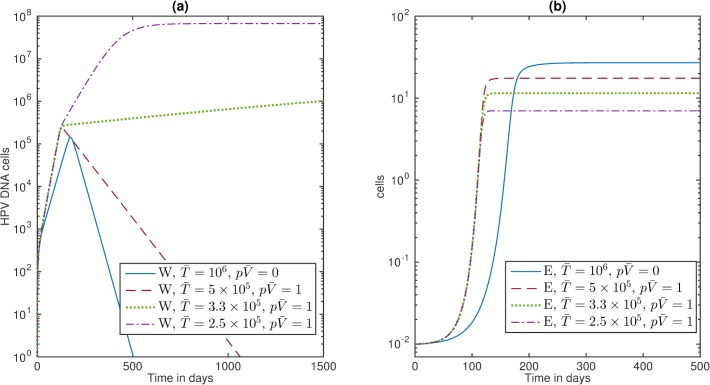 (a)
10^8
10^7
10^6
10^5
10^4
10^3
10^2
10^1
10^0
HPV DNA cells
W, T̄ = 10^6, pV̄ = 0
W, T̄ = 5 × 10^5, pV̄ = 1
W, T̄ = 3.3 × 10^5, pV̄ = 1
W, T̄ = 2.5 × 10^5, pV̄ = 1
0 500 1000 1500
Time in days
(b)
10^2
10^1
10^0
10^-1
10^-2
cells
E, T̄ = 10^6, pV̄ = 0
E, T̄ = 5 × 10^5, pV̄ = 1
E, T̄ = 3.3 × 10^5, pV̄ = 1
E, T̄ = 2.5 × 10^5, pV̄ = 1
0 100 200 300 400 500
Time in days